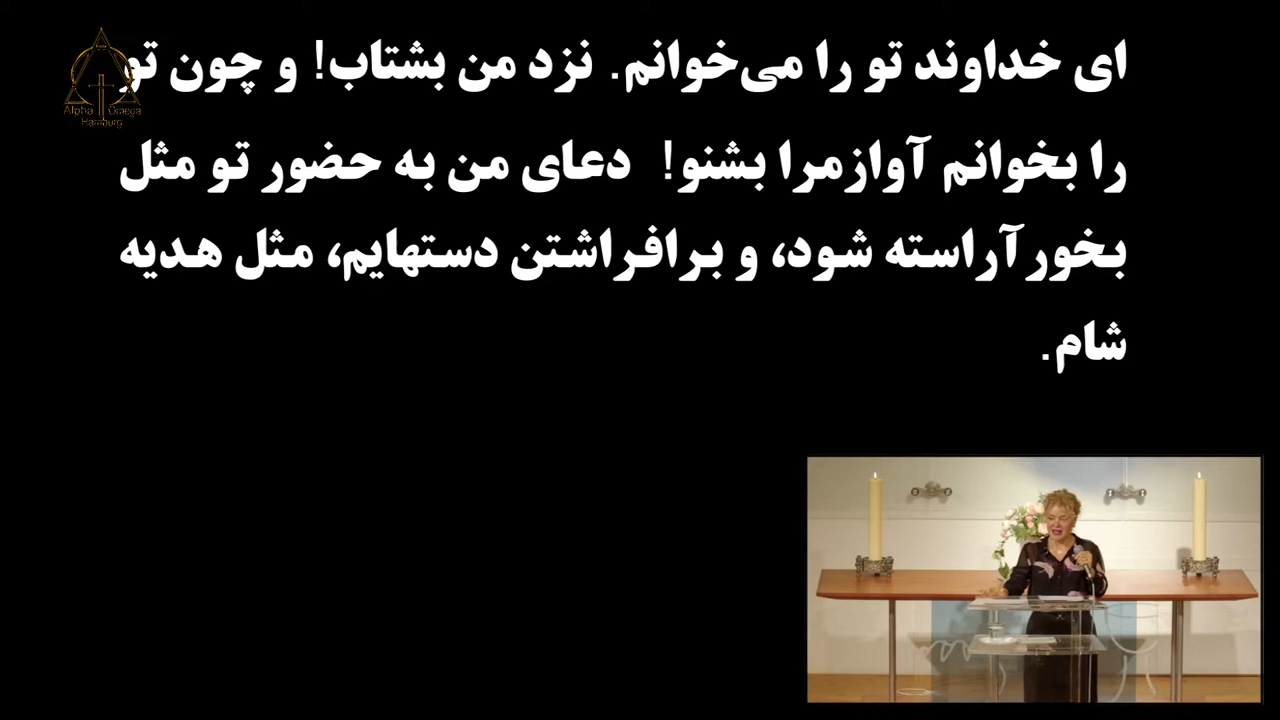 ای خداوند تو را می‌خوانم. نزد من بشتاب! و چون تو
را بخوانم آوازمرا بشنو!  دعای من به حضور تو مثل
بخورآراسته شود، و برافراشتن دستهایم، مثل هدیه
شام.
Alpha Omega
Hamburg